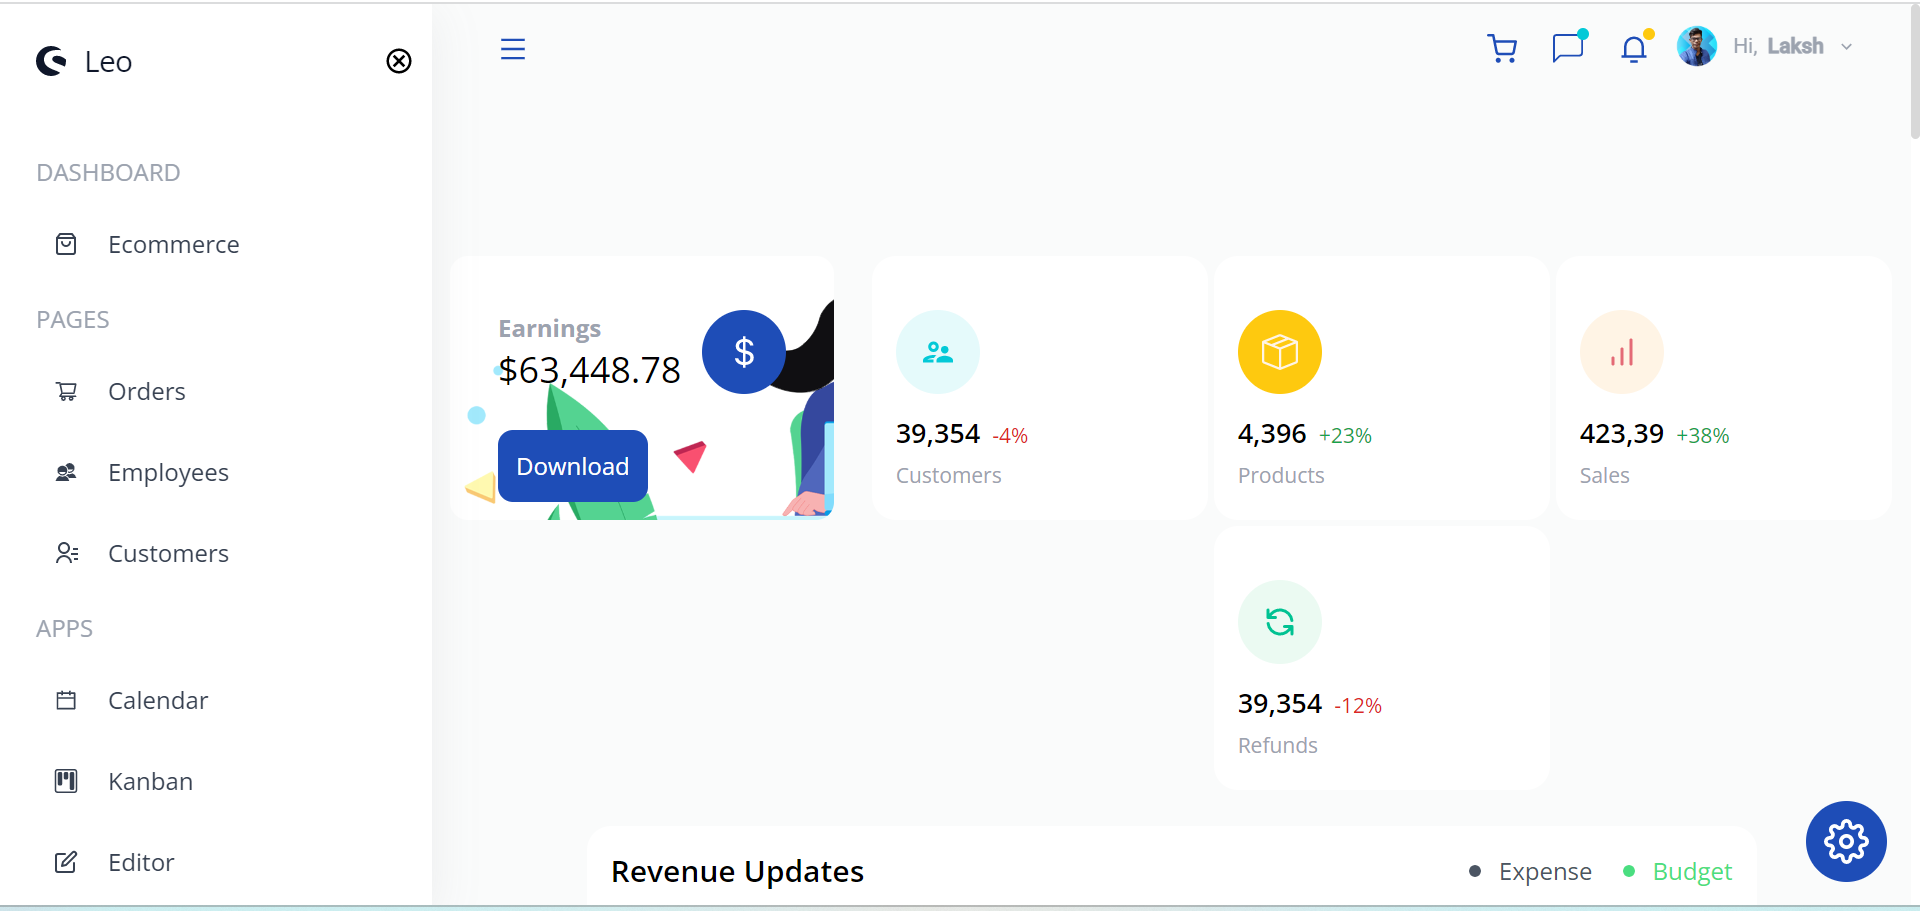 Leo
Hi, Laksh
DASHBOARD
Ecommerce
PAGES
Orders
Employees
Customers
APPS
Calendar
Kanban
Editor
Earnings
$63,448.78
$
Download
39,354 -4%
Customers
4,396 +23%
Products
423,39 +38%
Sales
39,354 -12%
Refunds
Revenue Updates
Expense
Budget